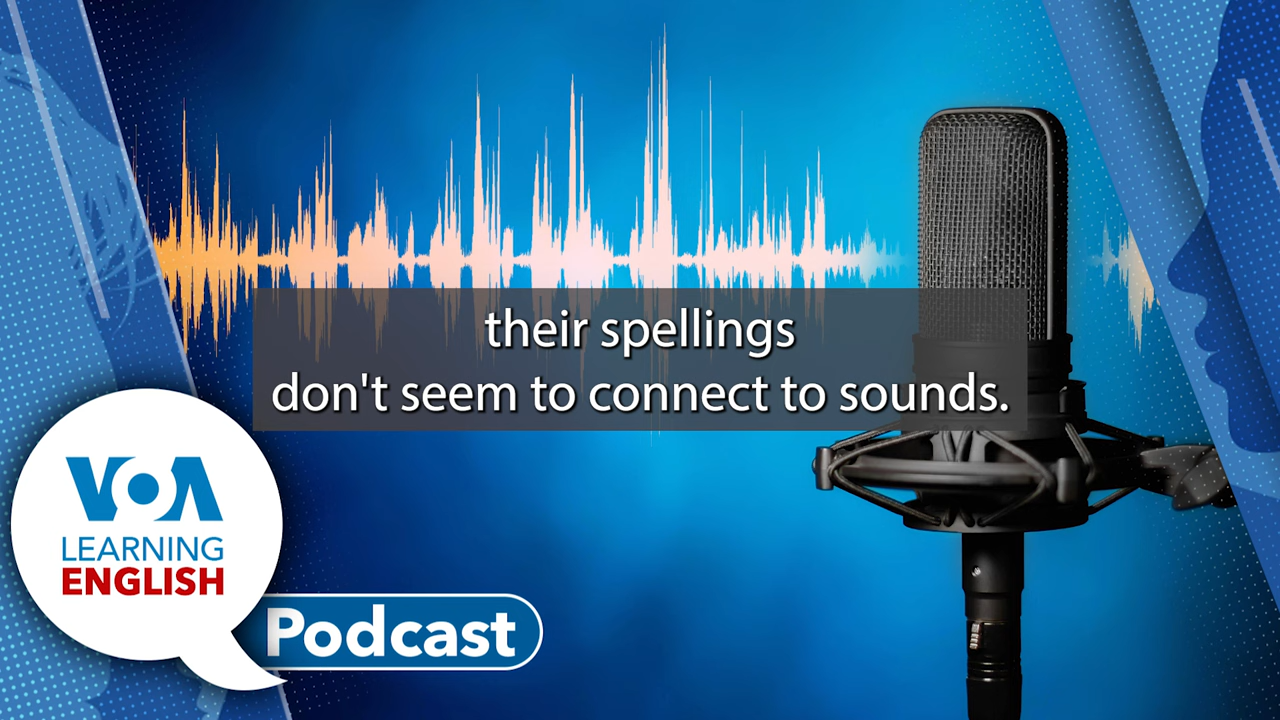 their spellings
don't seem to connect to sounds.
VOA
LEARNING
ENGLISH
Podcast